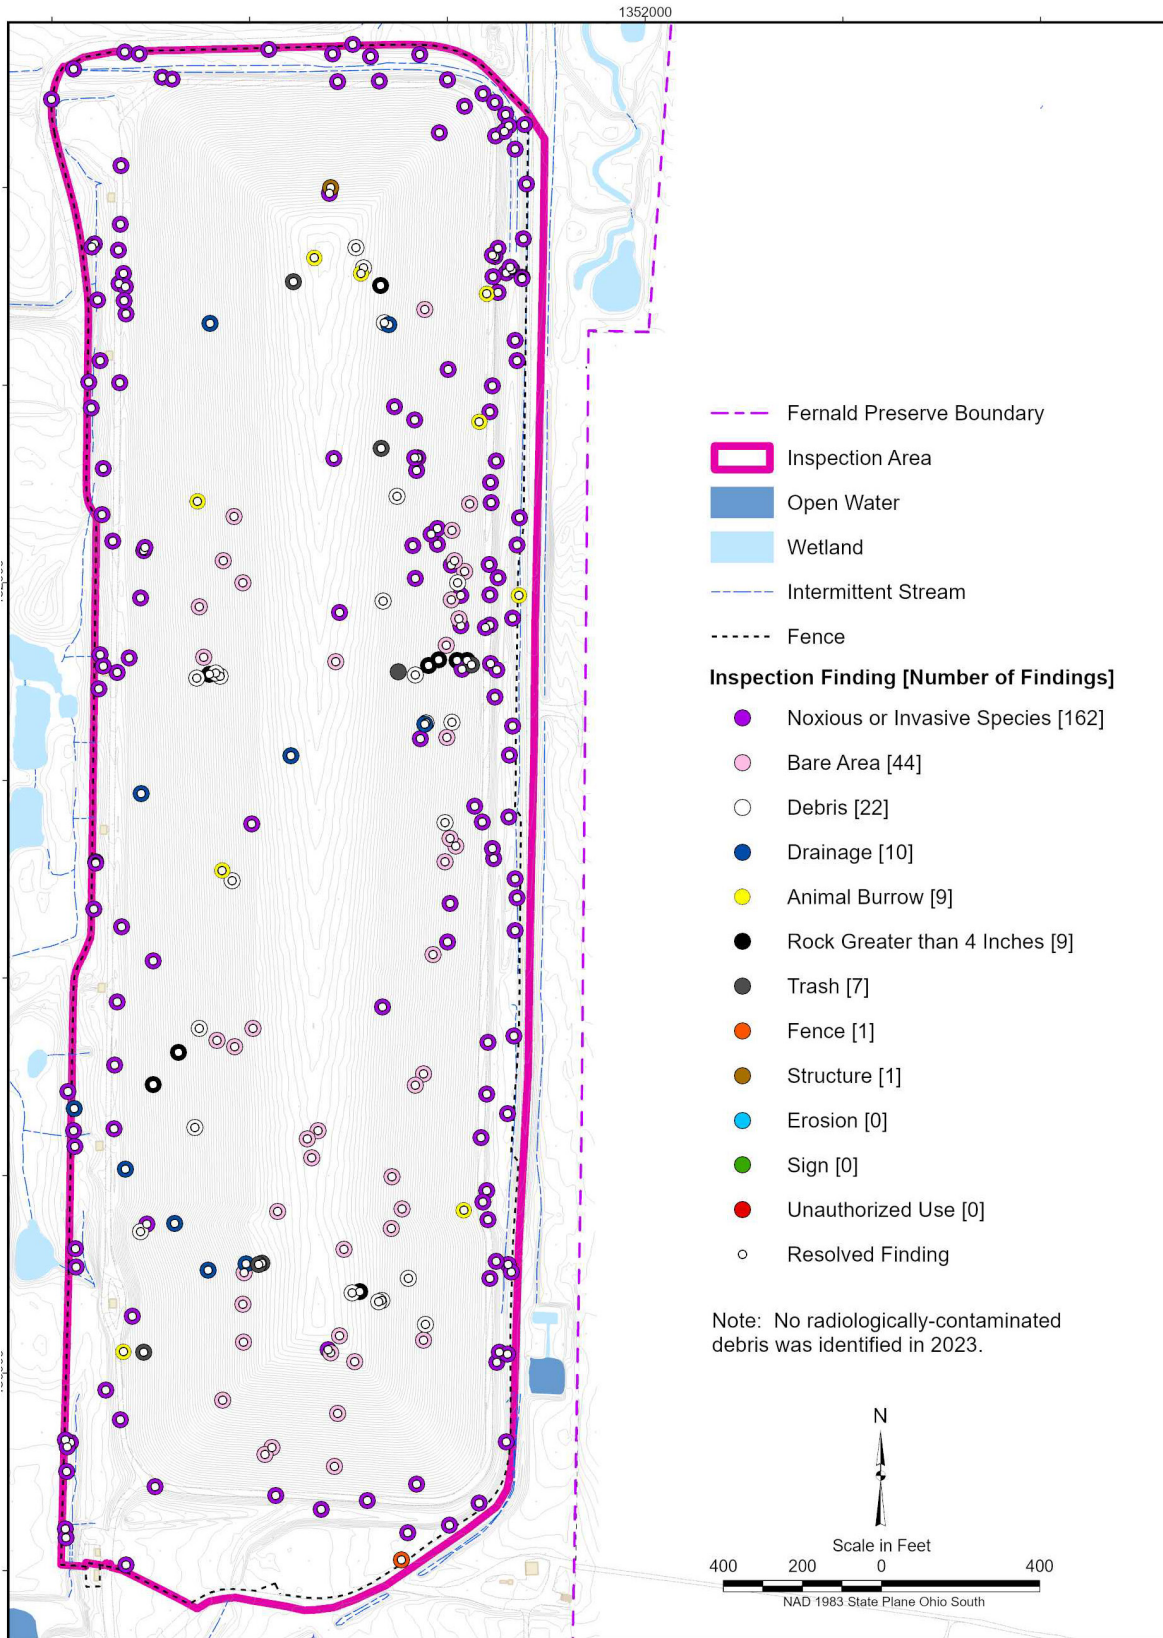 1352000
Fernald Preserve Boundary
Inspection Area
Open Water
Wetland
Intermittent Stream
Fence
Inspection Finding [Number of Findings]
Noxious or Invasive Species [162]
Bare Area [44]
Debris [22]
Drainage [10]
Animal Burrow [9]
Rock Greater than 4 Inches [9]
Trash [7]
Fence [1]
Structure [1]
Erosion [0]
Sign [0]
Unauthorized Use [0]
Resolved Finding
Note: No radiologically-contaminated
debris was identified in 2023.
N
Scale in Feet
400 200 0 400
NAD 1983 State Plane Ohio South